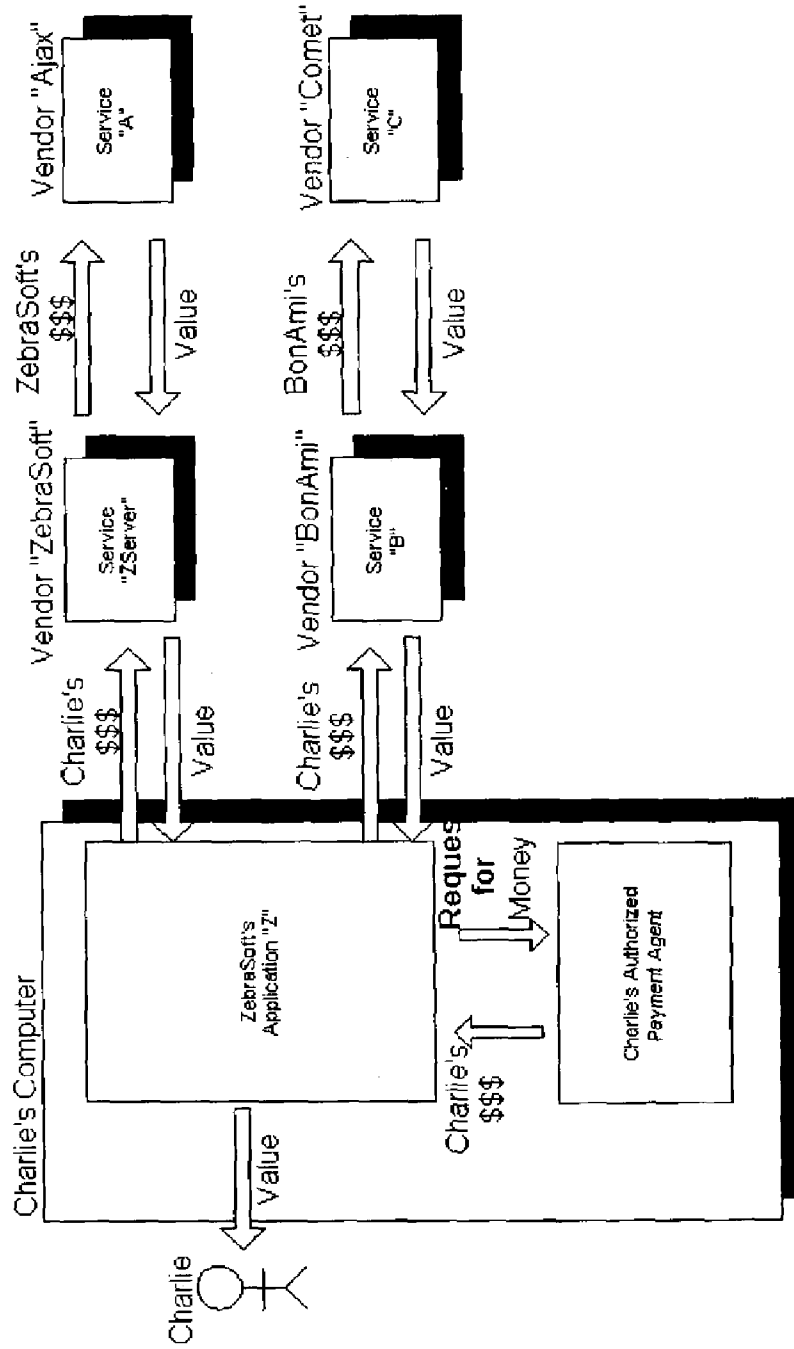 Charlie
Value
Charlie's Computer
ZebraSoft's
Application "Z"
Charlie's
$$$
Reques
for
Money
Charlie's Authorized
Payment Agent
Charlie's
$$$
Value
Charlie's
$$$
Value
Vendor "ZebraSoft"
Service
"ZServer"
Vendor "BonAmi"
Service
"B"
ZebraSoft's
$$$
Value
BonAmi's
$$$
Value
Vendor "Ajax"
Service
"A"
Vendor "Comet"
Service
"C"